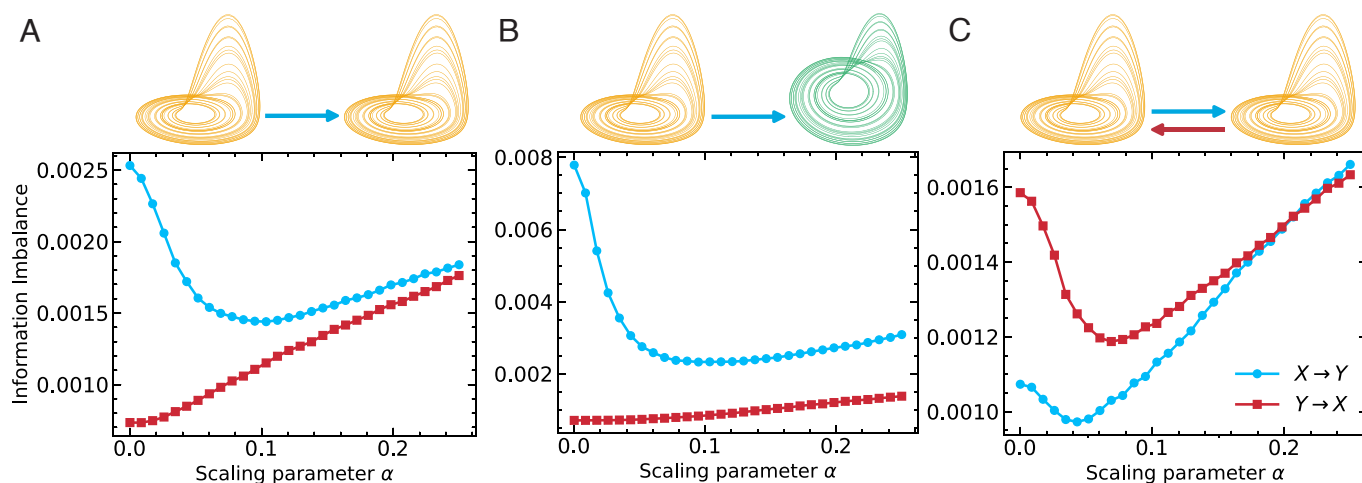 A
B
C
Information Imbalance
0.0025
0.0020
0.0015
0.0010
0.0
0.1
0.2
Scaling parameter α
0.008
0.006
0.004
0.002
0.0
0.1
0.2
Scaling parameter α
0.0016
0.0014
0.0012
0.0010
X → Y
Y → X
0.0
0.1
0.2
Scaling parameter α